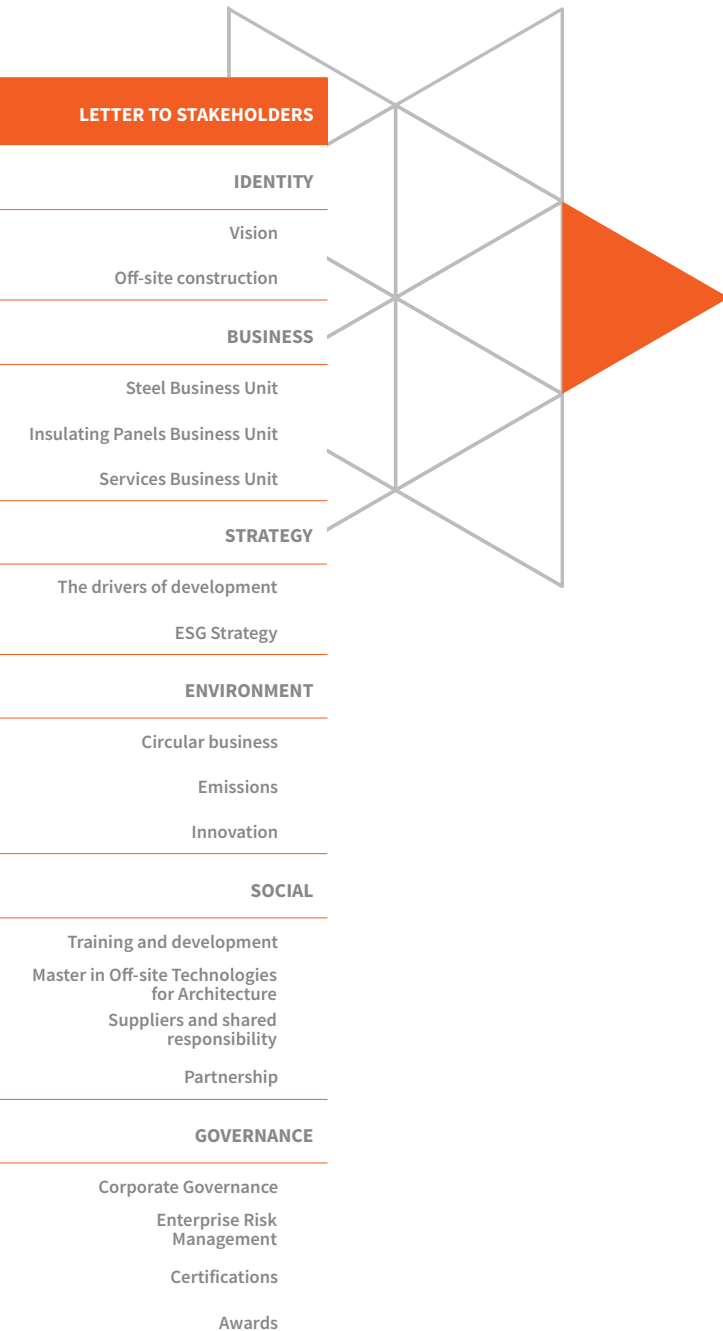 LETTER TO STAKEHOLDERS
IDENTITY
Vision
Off-site construction
BUSINESS
Steel Business Unit
Insulating Panels Business Unit
Services Business Unit
STRATEGY
The drivers of development
ESG Strategy
ENVIRONMENT
Circular business
Emissions
Innovation
SOCIAL
Training and development
Master in Off-site Technologies
for Architecture
Suppliers and shared
responsibility
Partnership
GOVERNANCE
Corporate Governance
Enterprise Risk
Management
Certifications
Awards